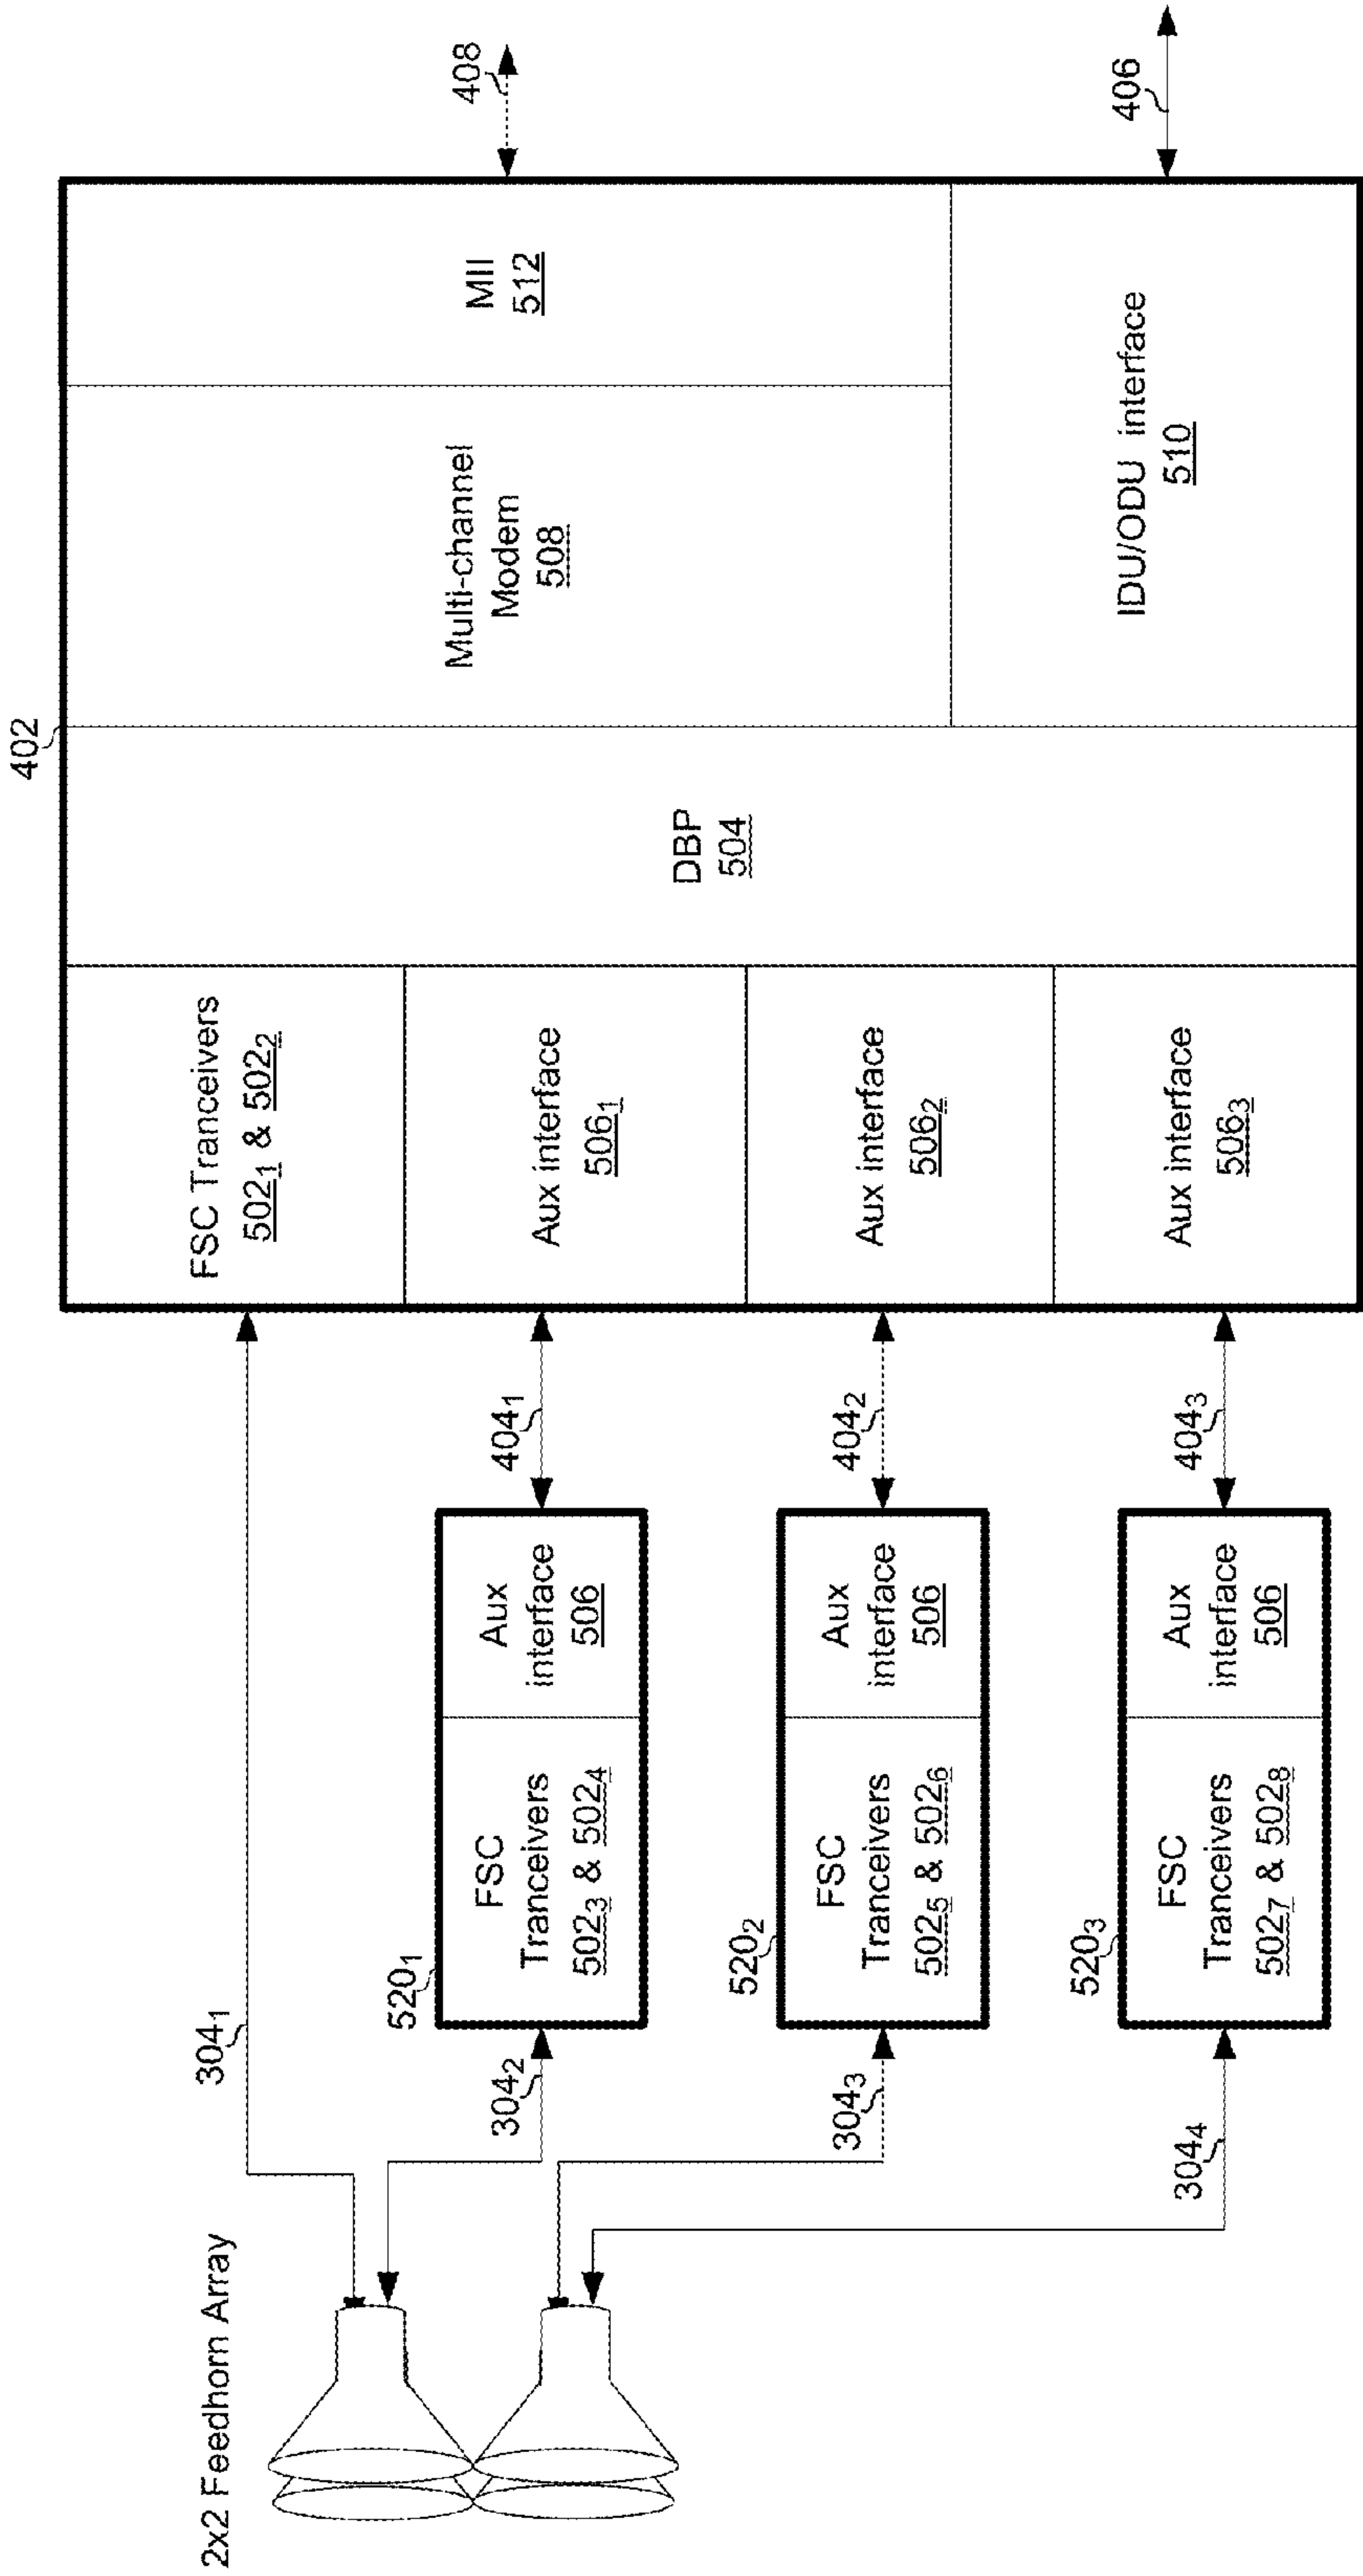 2x2 Feedhorn Array
304₁
304₂
304₃
304₄
520₁
FSC
Tranceivers
502₃ & 502₄
Aux
interface
506
520₂
FSC
Tranceivers
502₅ & 502₆
Aux
interface
506
520₃
FSC
Tranceivers
502₇ & 502₈
Aux
interface
506
404₁
404₂
404₃
402
FSC Tranceivers
502₁ & 502₂
Aux interface
506₁
Aux interface
506₂
Aux interface
506₃
DBP
504
Multi-channel
Modem
508
MII
512
IDU/ODU interface
510
408
406